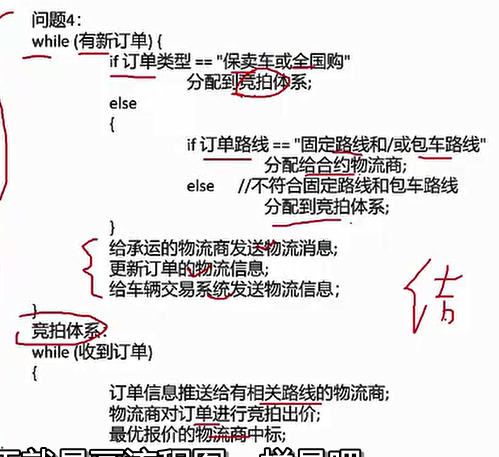 问题4：
while (有新订单) {
if 订单类型 == "保卖车或全国购"
分配到竞拍体系;
else
{
if 订单路线 == "固定路线和/或包车路线"
分配给合约物流商;
else //不符合固定路线和包车路线
分配到竞拍体系;
}
给承运的物流商发送物流消息;
更新订单的物流信息;
给车辆交易系统发送物流信息;
}
竞拍体系：
while (收到订单)
{
订单信息推送给有相关路线的物流商;
物流商对订单进行竞拍出价;
最优报价的物流商中标;